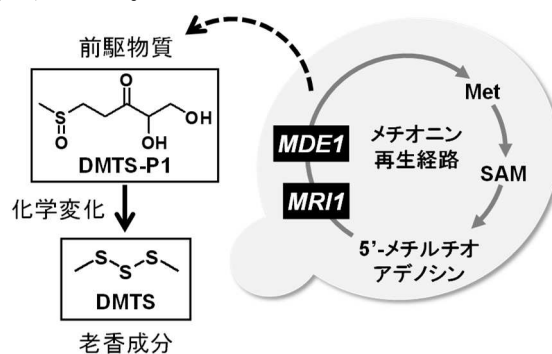 前駆物質
O
S
O
OH
OH
DMTS-P1
化学変化
S
S
S
DMTS
老香成分
Met
MDE1
メチオニン
再生経路
SAM
MRI1
5'-メチルチオ
アデノシン